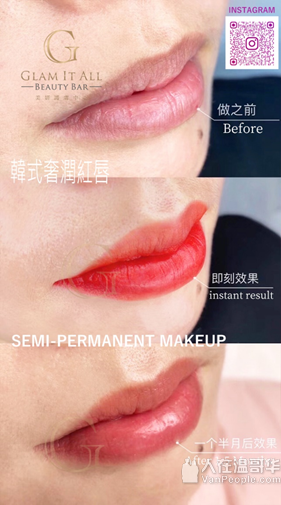 INSTAGRAM
G
GLAM IT ALL
BEAUTY BAR
做之前
Before
韓式奢潤紅唇
即刻效果
instant result
SEMI-PERMANENT MAKEUP
一个半月后效果
After
人在温哥华
VanPeople.com